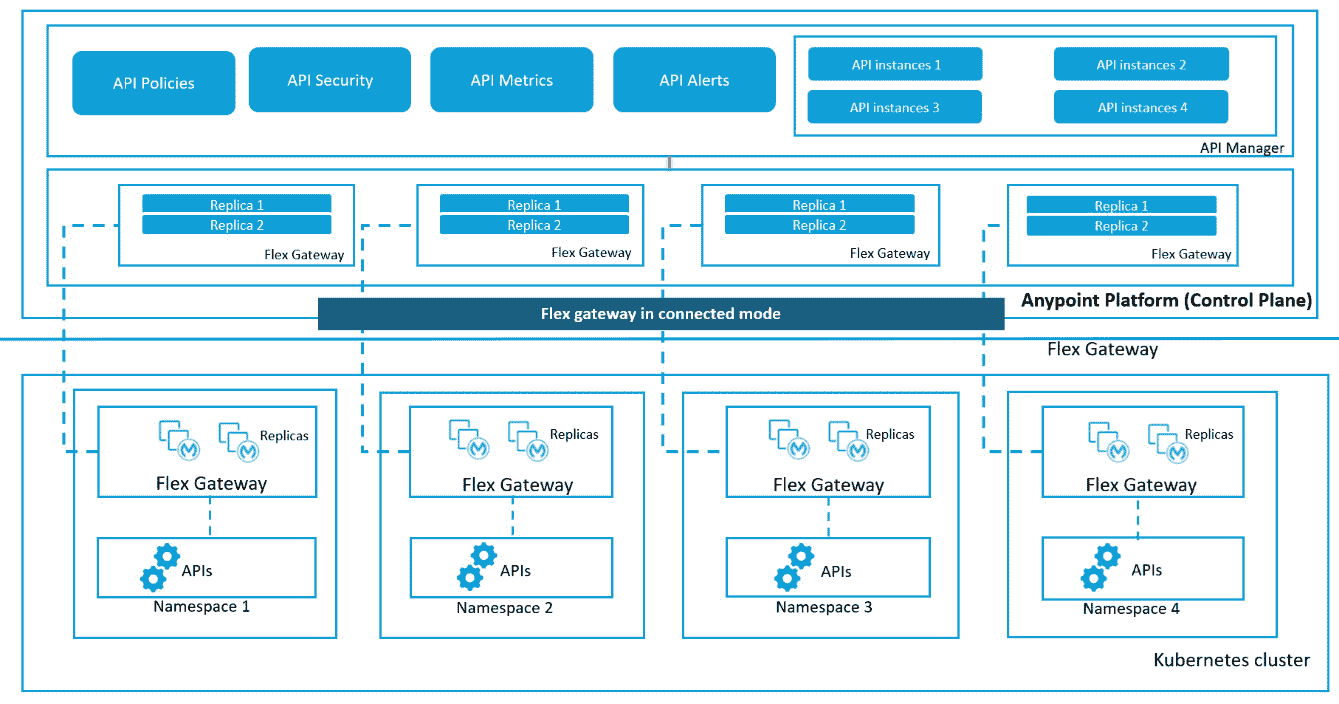 API Policies
API Security
API Metrics
API Alerts
API instances 1
API instances 2
API instances 3
API instances 4
API Manager
Replica 1
Replica 2
Flex Gateway
Replica 1
Replica 2
Flex Gateway
Replica 1
Replica 2
Flex Gateway
Replica 1
Replica 2
Flex Gateway
Anypoint Platform (Control Plane)
Flex gateway in connected mode
Flex Gateway
Replicas
Flex Gateway
APIs
Namespace 1
Replicas
Flex Gateway
APIs
Namespace 2
Replicas
Flex Gateway
APIs
Namespace 3
Replicas
Flex Gateway
APIs
Namespace 4
Kubernetes cluster